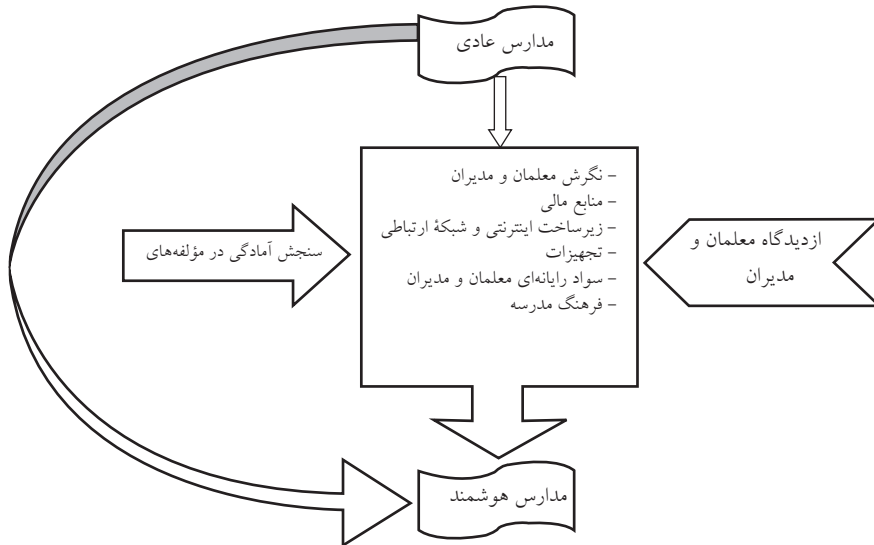 مدارس عادی
- نگرش معلمان و مدیران
- منابع مالی
- زیرساخت اینترنتی و شبکۀ ارتباطی
- تجهیزات
- سواد رایانه‌ای معلمان و مدیران
- فرهنگ مدرسه
ازدیدگاه معلمان و
مدیران
سنجش آمادگی در مؤلفه‌های
مدارس هوشمند